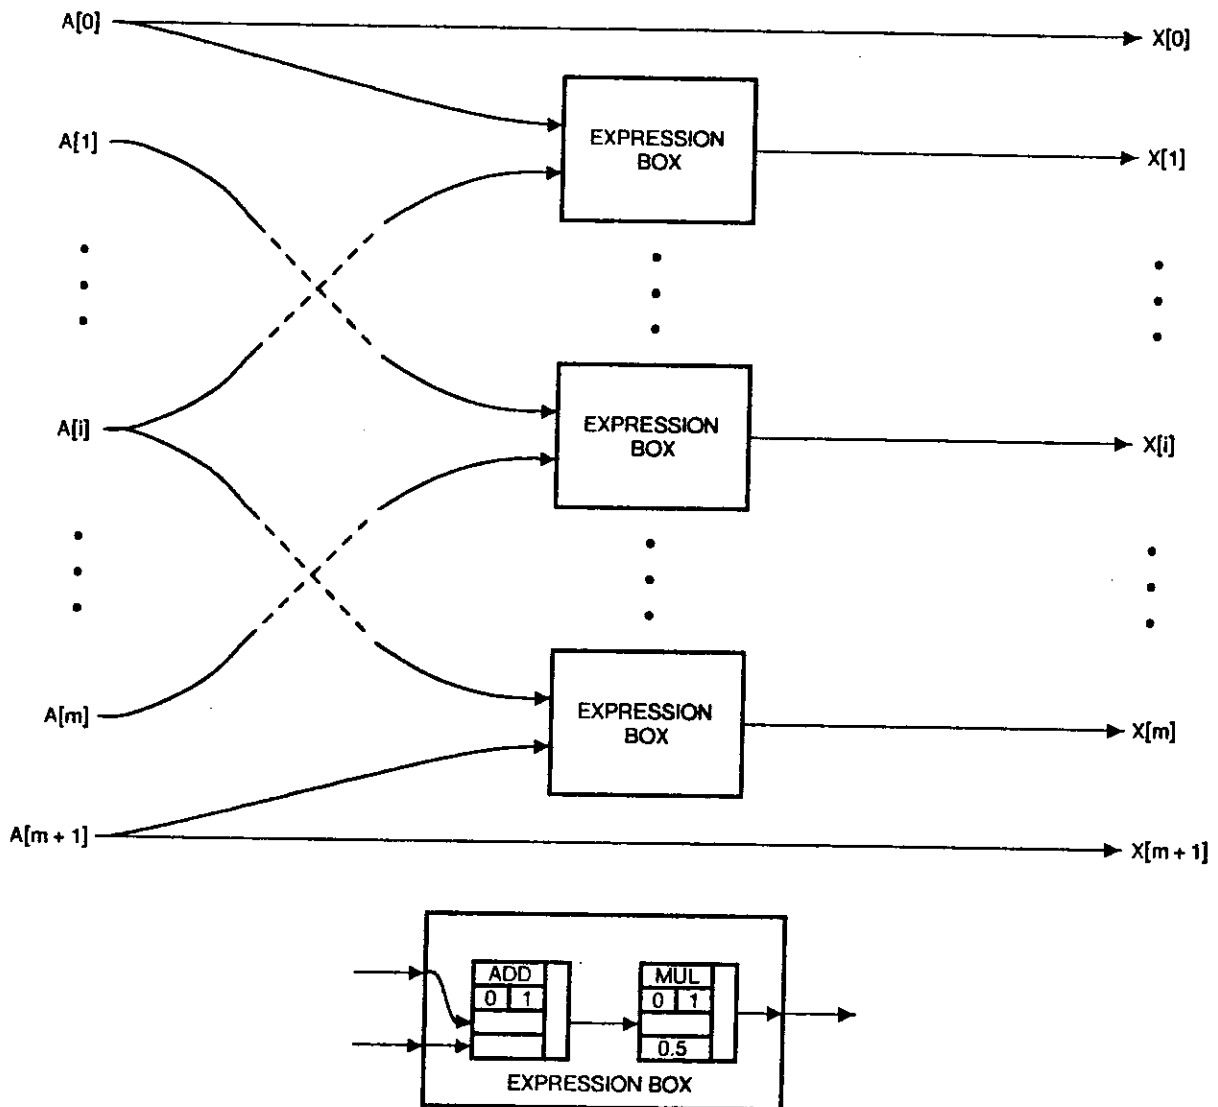 A[0]
X[0]
EXPRESSION
BOX
A[1]
X[1]
EXPRESSION
BOX
A[i]
X[i]
EXPRESSION
BOX
A[m]
X[m]
A[m + 1]
X[m + 1]
ADD
0 1
MUL
0 1
0.5
EXPRESSION BOX